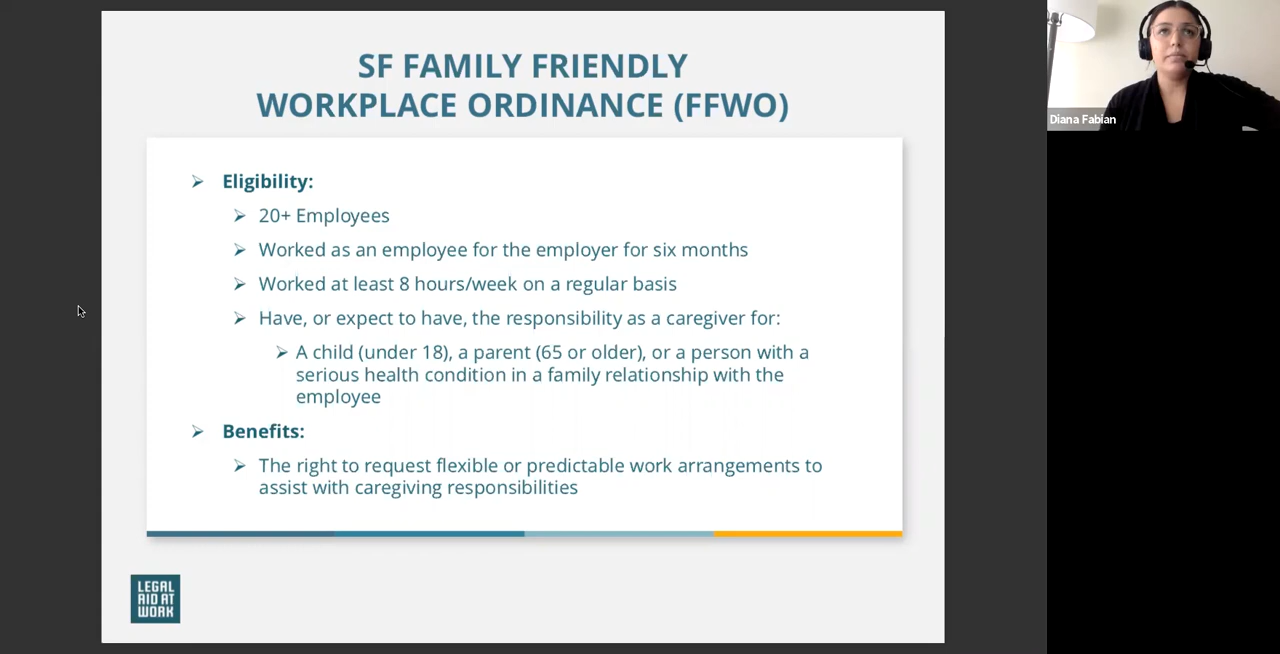 SF FAMILY FRIENDLY
WORKPLACE ORDINANCE (FFWO)
Eligibility:
20+ Employees
Worked as an employee for the employer for six months
Worked at least 8 hours/week on a regular basis
Have, or expect to have, the responsibility as a caregiver for:
A child (under 18), a parent (65 or older), or a person with a
serious health condition in a family relationship with the
employee
Benefits:
The right to request flexible or predictable work arrangements to
assist with caregiving responsibilities
LEGAL
AID AT
WORK
Diana Fabian